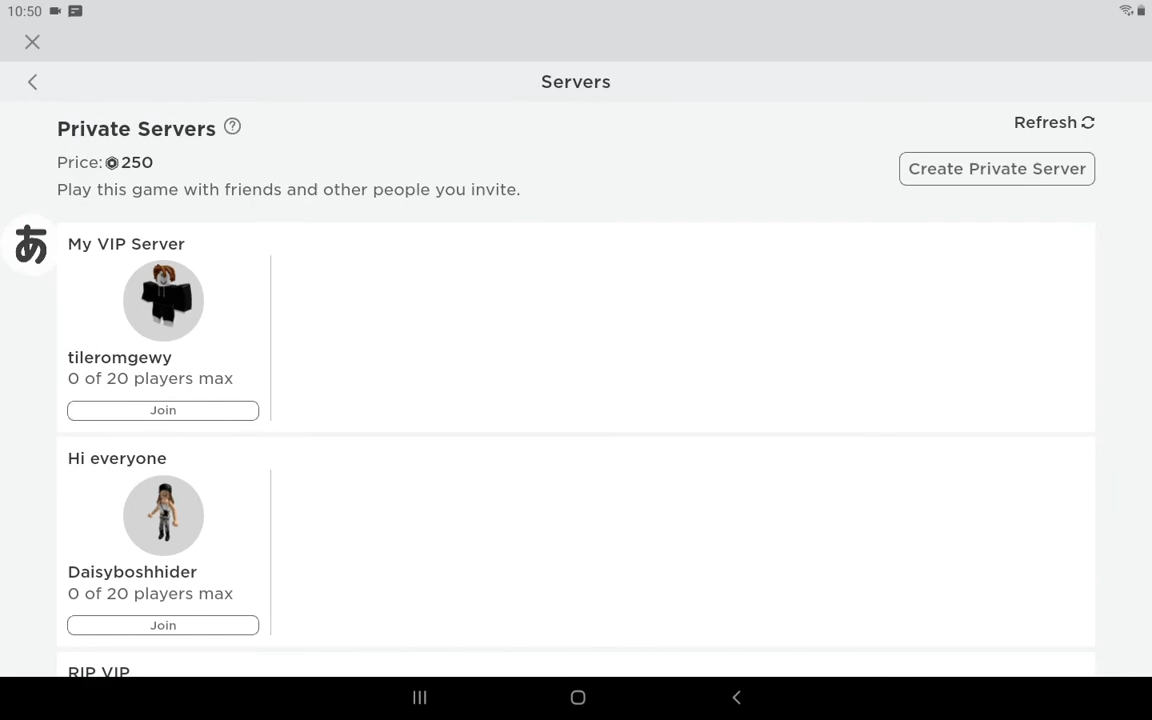 10:50
Servers
Private Servers ?
Refresh
Price: 250
Create Private Server
Play this game with friends and other people you invite.
あ
My VIP Server
tileromgewy
0 of 20 players max
Join
Hi everyone
Daisyboshhider
0 of 20 players max
Join
RIP VIP